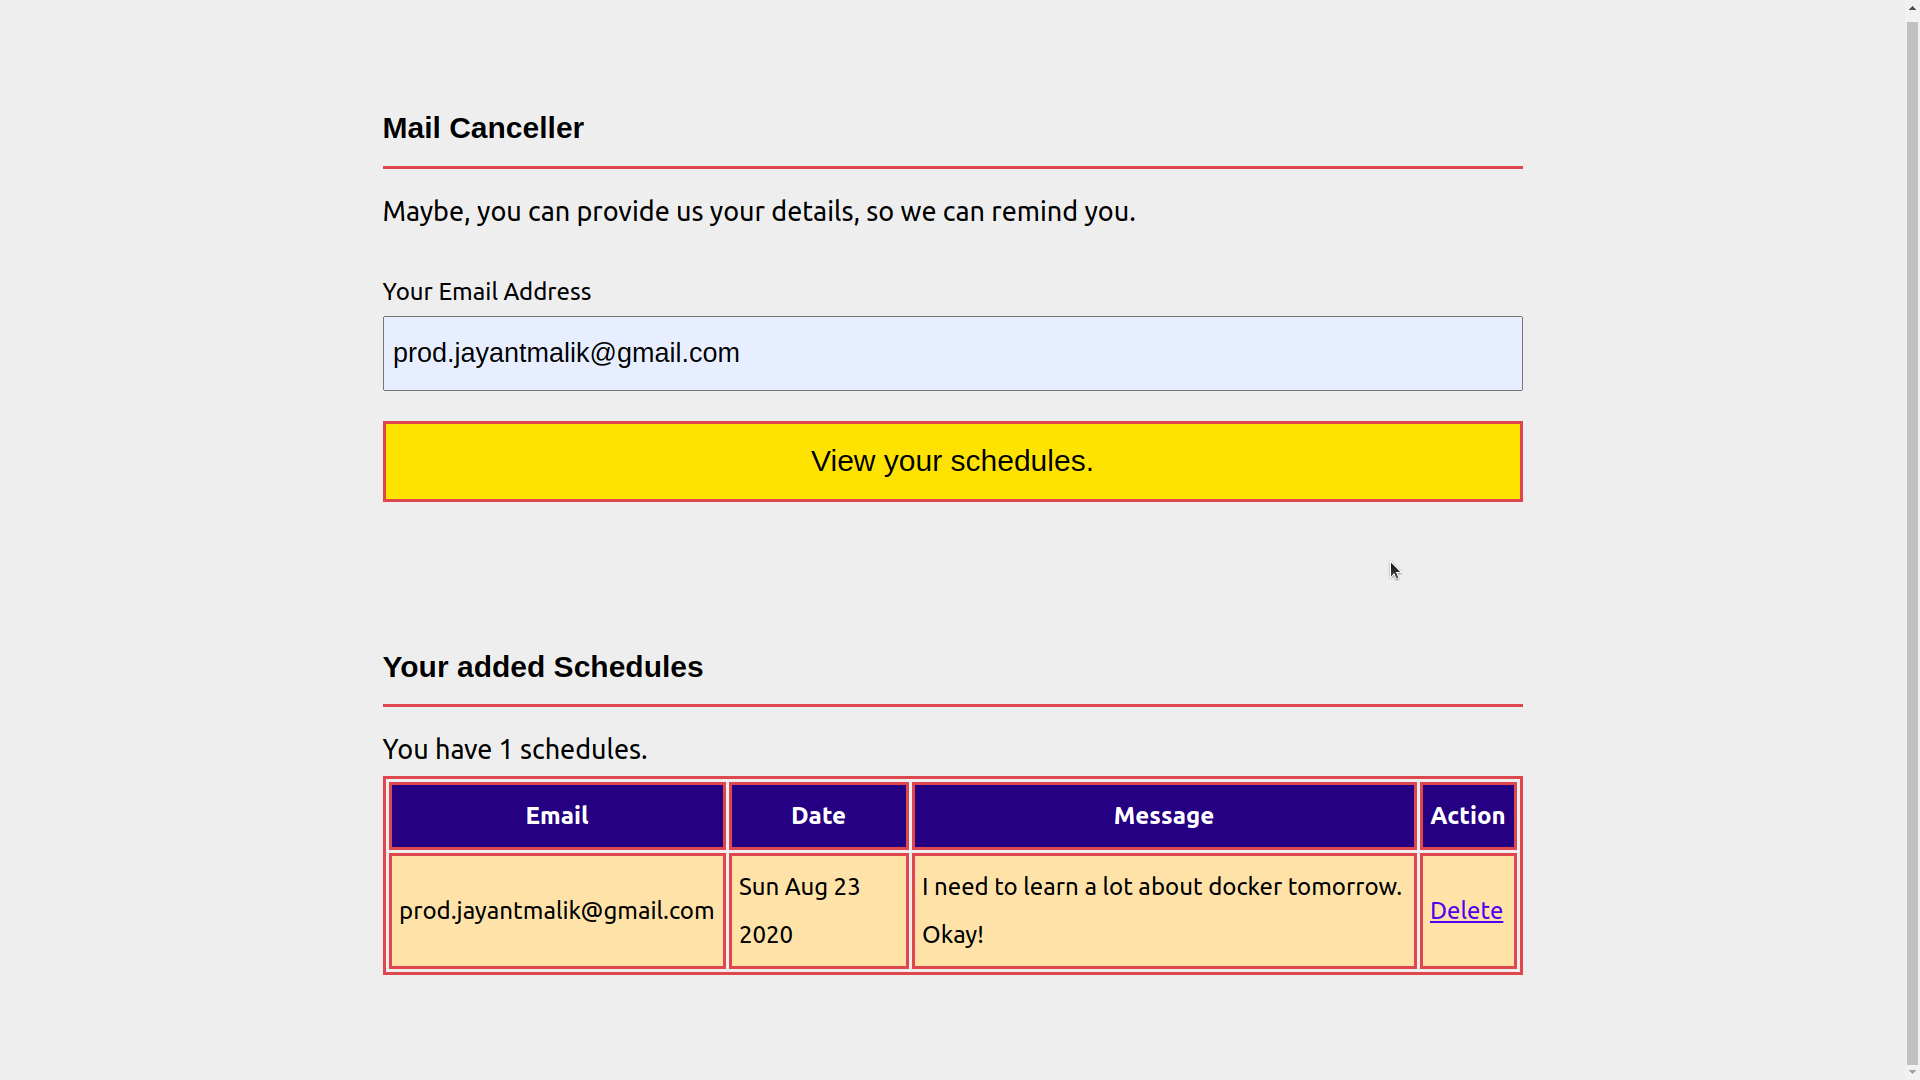 Mail Canceller
Maybe, you can provide us your details, so we can remind you.
Your Email Address
prod.jayantmalik@gmail.com
View your schedules.
Your added Schedules
You have 1 schedules.
Email Date Message Action
prod.jayantmalik@gmail.com
Sun Aug 23
2020
I need to learn a lot about docker tomorrow.
Okay!
Delete